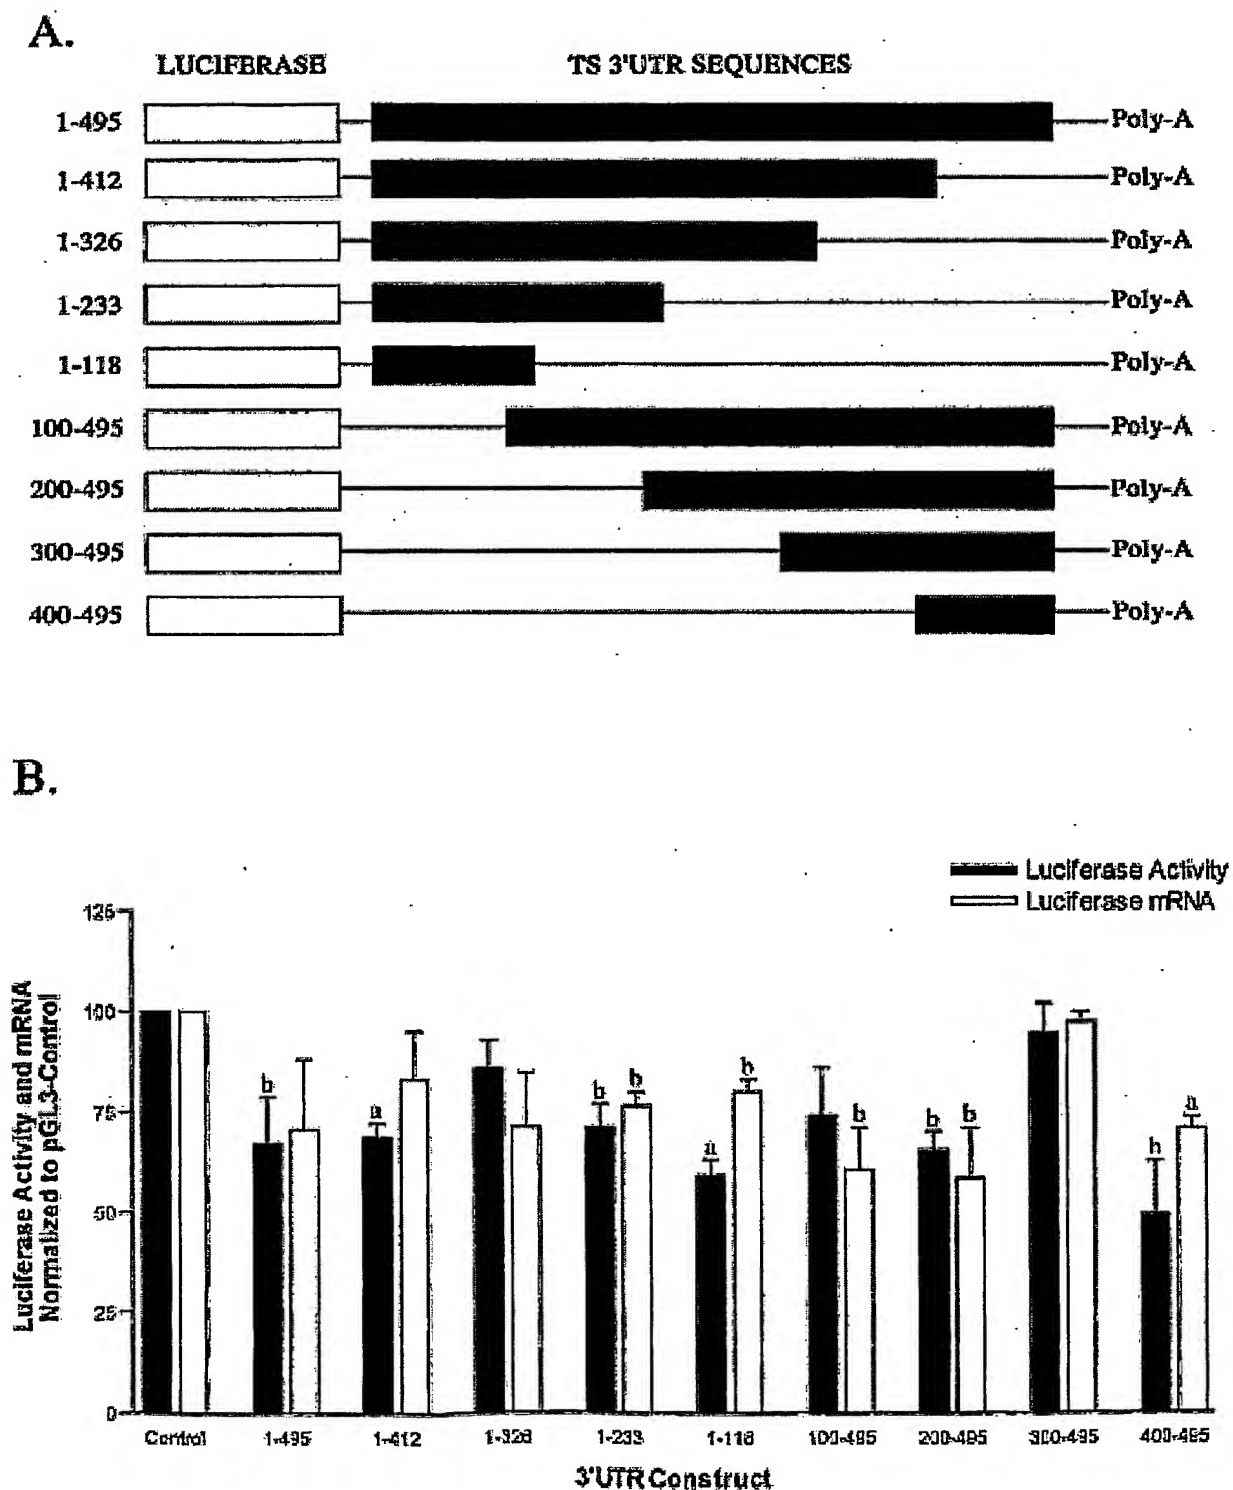 A.
LUCIFERASE TS 3'UTR SEQUENCES
1-495 Poly-A
1-412 Poly-A
1-326 Poly-A
1-233 Poly-A
1-118 Poly-A
100-495 Poly-A
200-495 Poly-A
300-495 Poly-A
400-495 Poly-A
B.
Luciferase Activity
Luciferase mRNA
Luciferase Activity and mRNA
Normalized to pGL3-Control
125
100
75
50
25
0
b a b b a b b b b h a
Control 1-495 1-412 1-326 1-233 1-118 100-495 200-495 300-495 400-495
3'UTR Construct